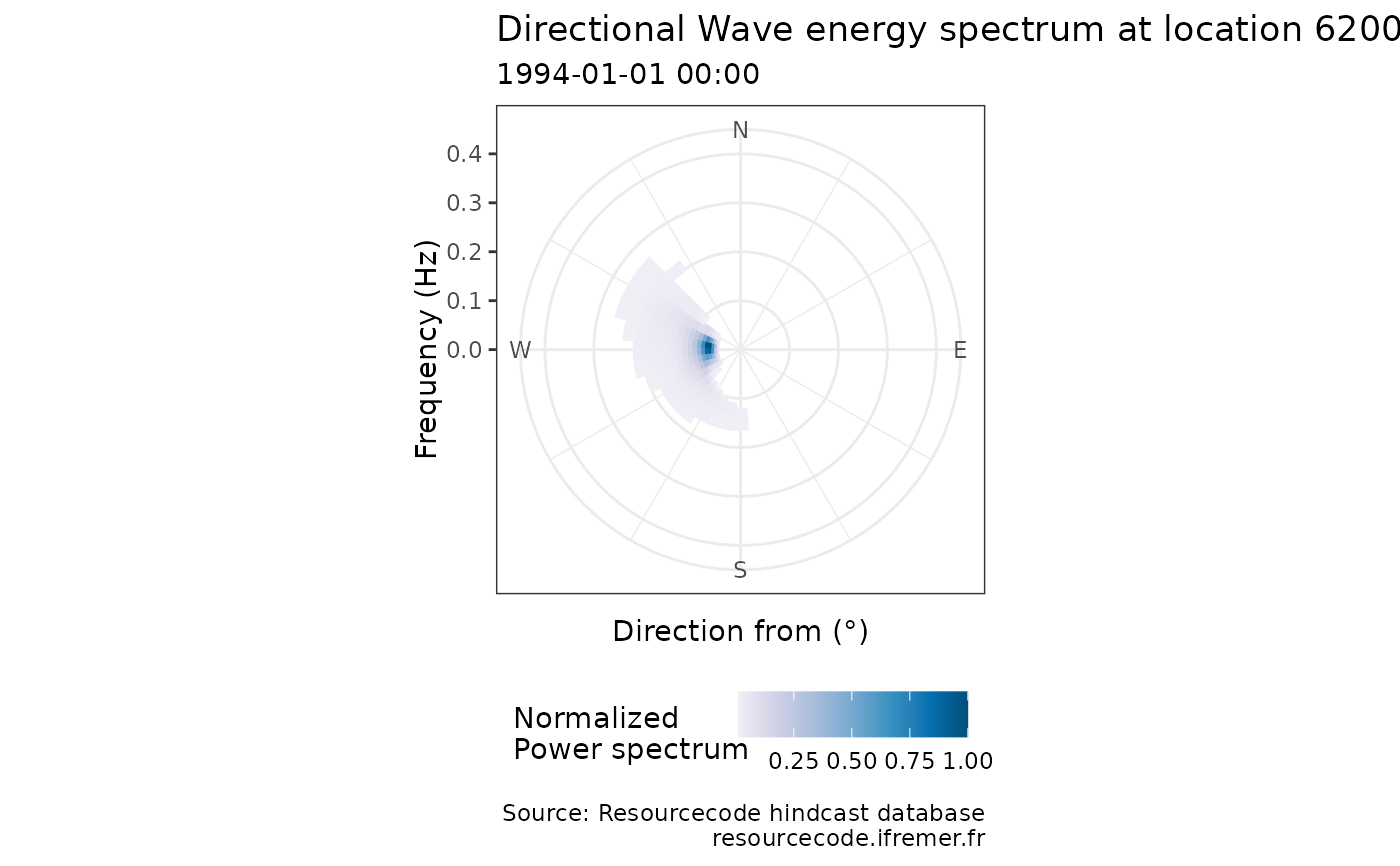 Directional Wave energy spectrum at location 6200
1994-01-01 00:00
N
0.4
0.3
0.2
0.1
0.0
W
E
S
Frequency (Hz)
Direction from (°)
Normalized
Power spectrum
0.25 0.50 0.75 1.00
Source: Resourcecode hindcast database
resourcecode.ifremer.fr